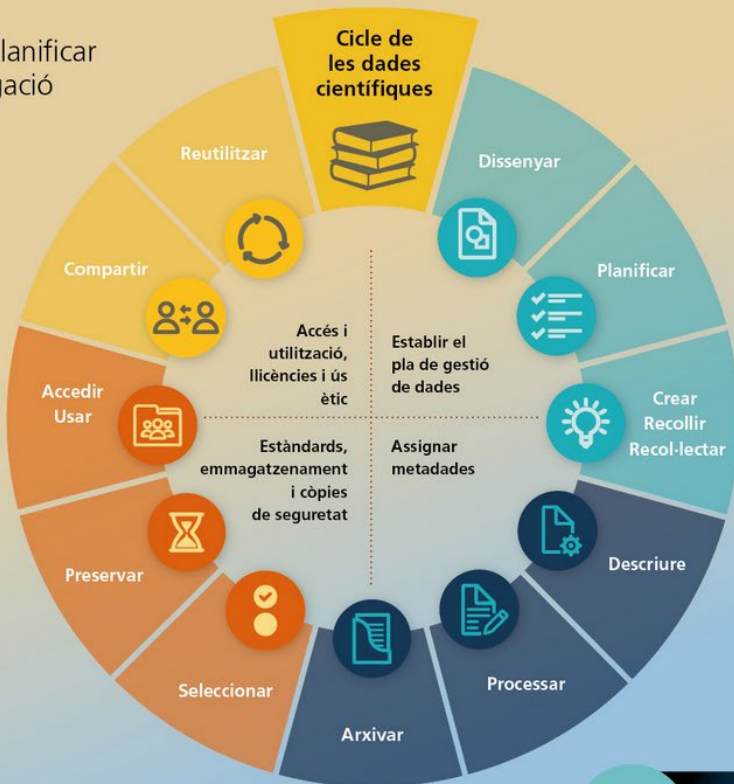 lanificar
gació
Cicle de
les dades
científiques
Dissenyar
Planificar
Crear
Recollir
Recol·lectar
Descriure
Processar
Arxivar
Seleccionar
Preservar
Accedir
Usar
Compartir
Reutilitzar
Accés i
utilització,
llicències i ús
ètic
Establir el
pla de gestió
de dades
Estàndards,
emmagatzenament
i còpies
de seguretat
Assignar
metadades